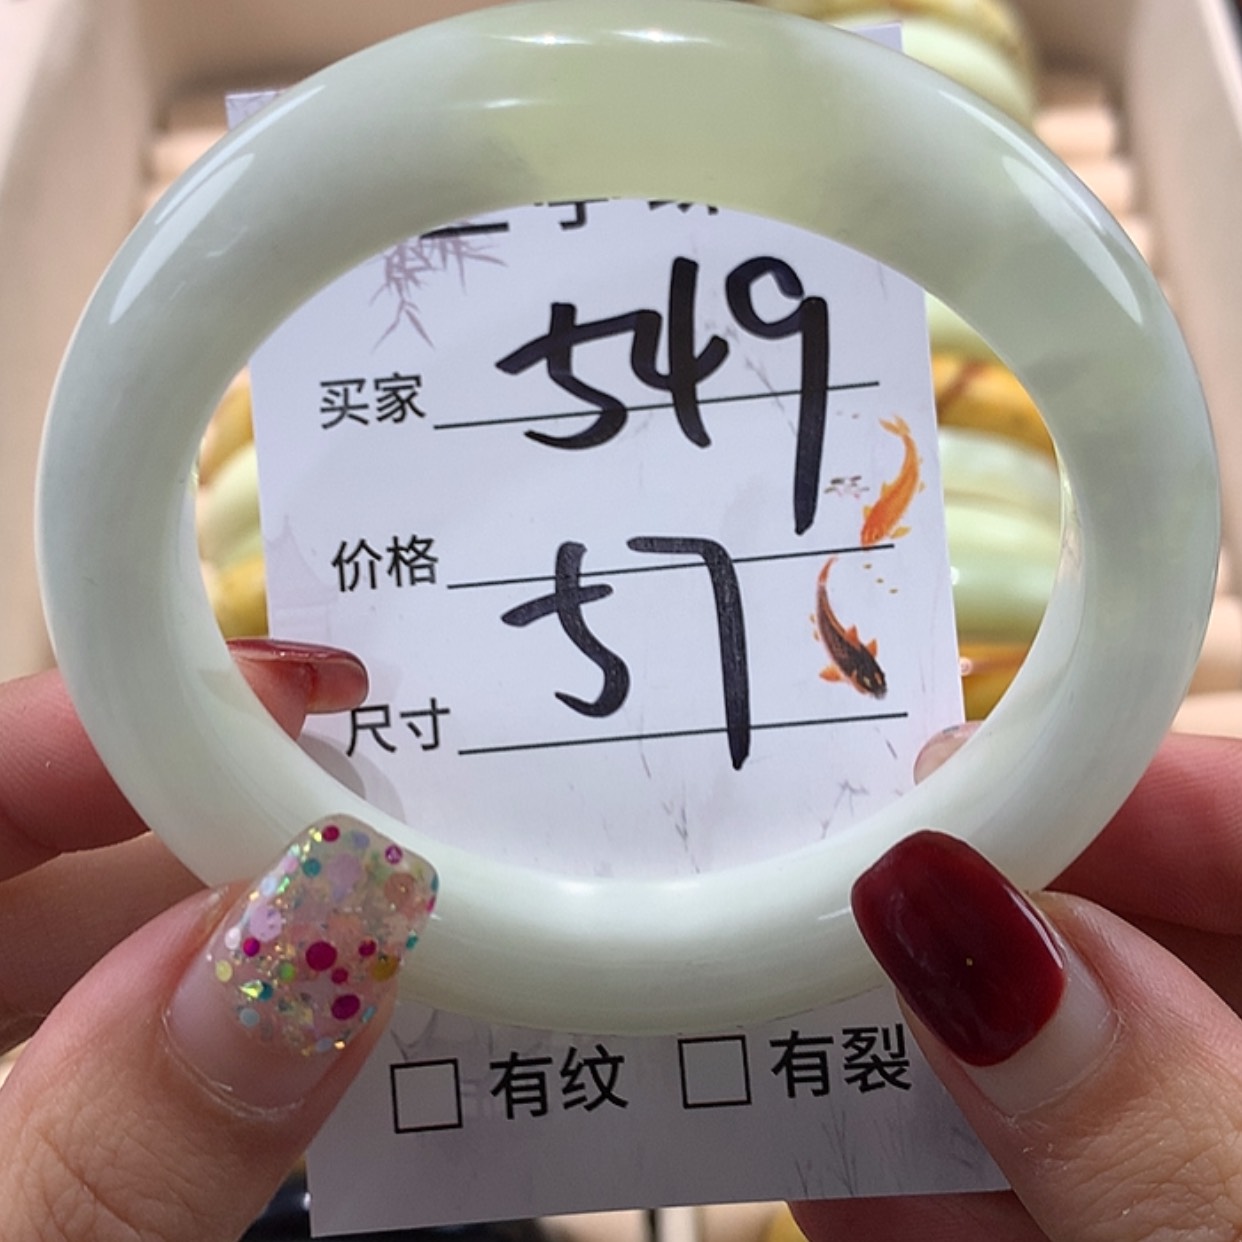 买家 549
价格
尺寸 57
□ 有纹 □ 有裂